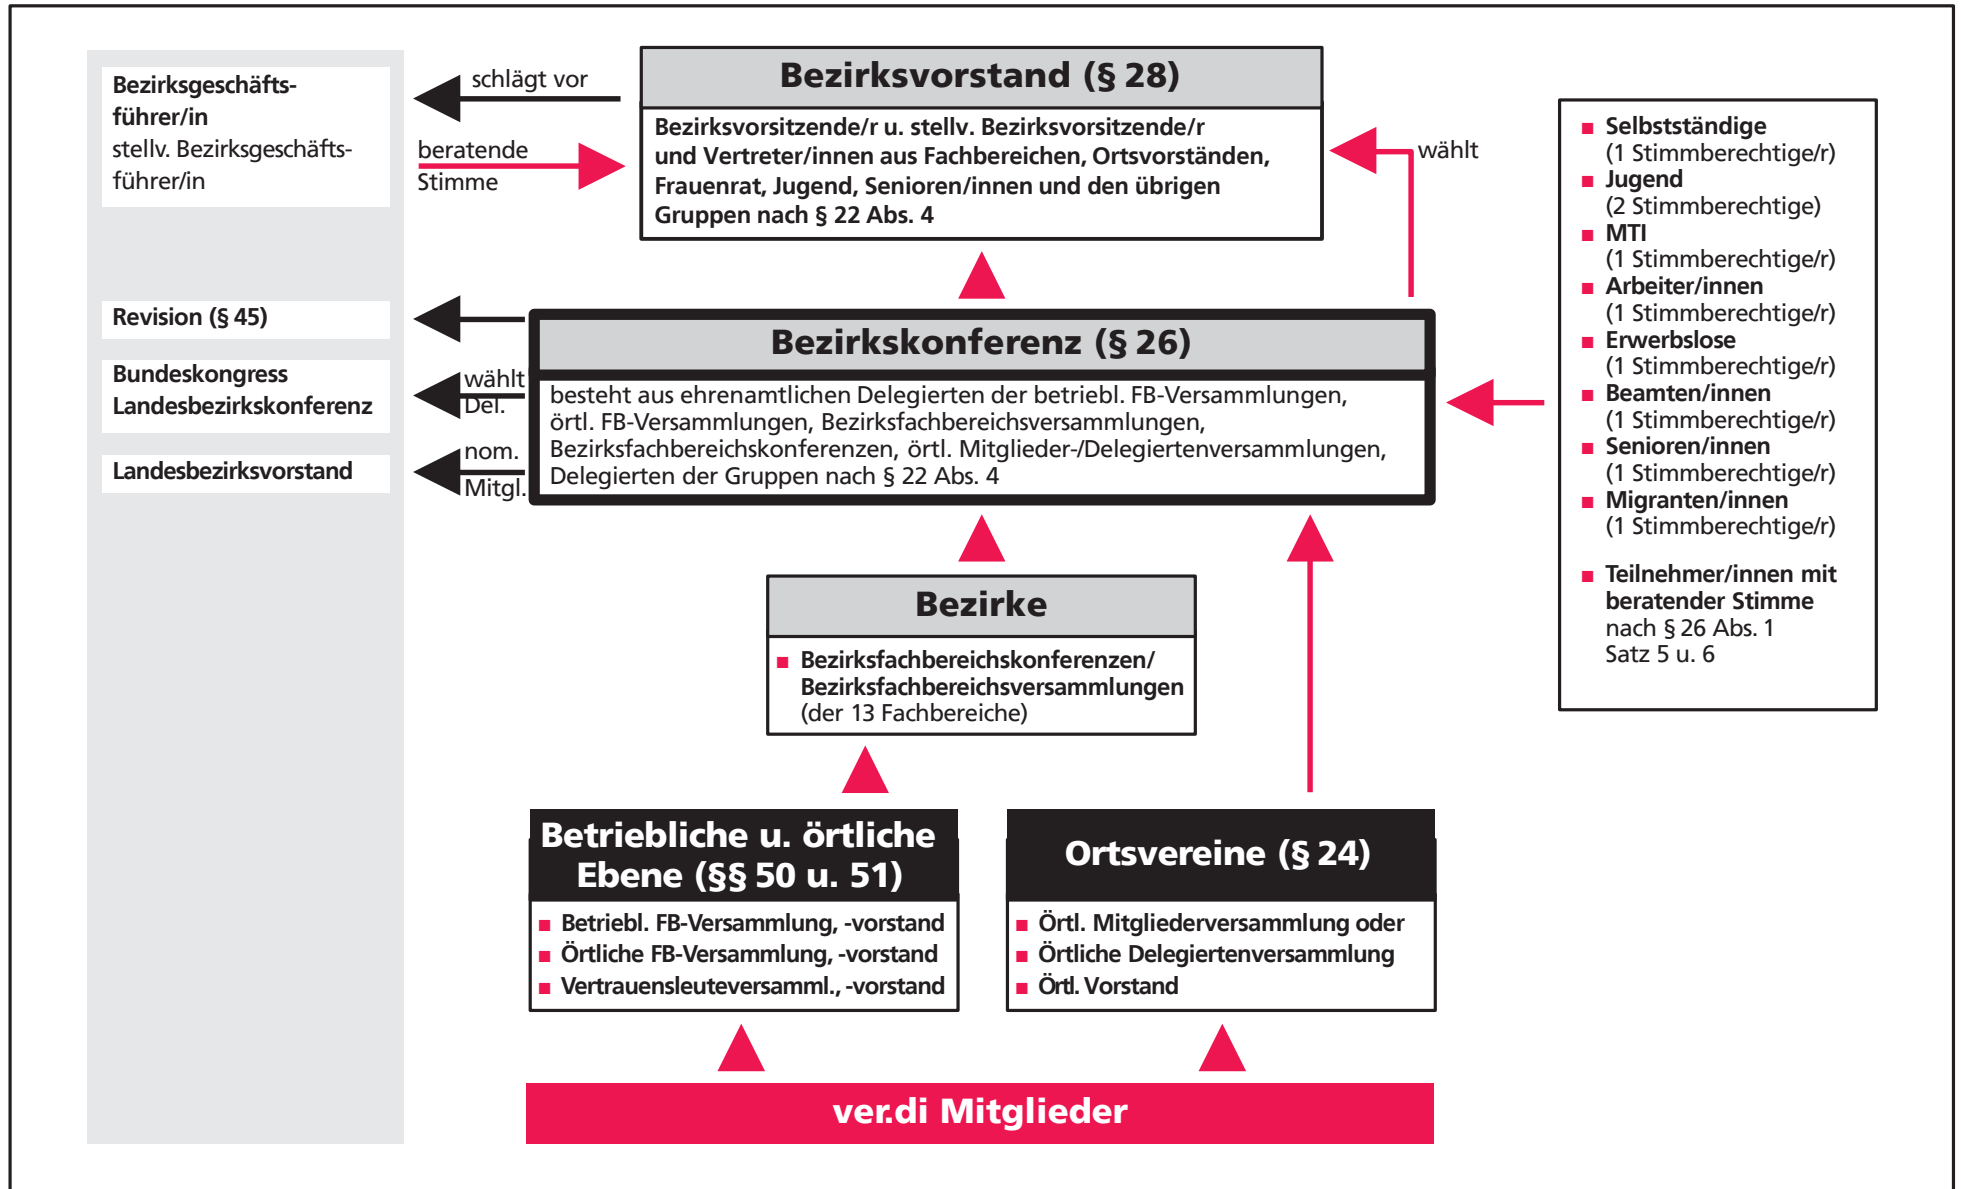 Bezirksgeschäfts-
führer/in
stellv. Bezirksgeschäfts-
führer/in
schlägt vor
beratende
Stimme
Bezirksvorstand (§ 28)
Bezirksvorsitzende/r u. stellv. Bezirksvorsitzende/r
und Vertreter/innen aus Fachbereichen, Ortsvorständen,
Frauenrat, Jugend, Senioren/innen und den übrigen
Gruppen nach § 22 Abs. 4
wählt
Selbstständige
(1 Stimmberechtige/r)
Jugend
(2 Stimmberechtige)
MTI
(1 Stimmberechtige/r)
Arbeiter/innen
(1 Stimmberechtige/r)
Erwerbslose
(1 Stimmberechtige/r)
Beamten/innen
(1 Stimmberechtige/r)
Senioren/innen
(1 Stimmberechtige/r)
Migranten/innen
(1 Stimmberechtige/r)
Teilnehmer/innen mit
beratender Stimme
nach § 26 Abs. 1
Satz 5 u. 6
Revision (§ 45)
Bundeskongress
Landesbezirkskonferenz
Landesbezirksvorstand
wählt
Del.
nom.
Mitgl.
Bezirkskonferenz (§ 26)
besteht aus ehrenamtlichen Delegierten der betriebl. FB-Versammlungen,
örtl. FB-Versammlungen, Bezirksfachbereichsversammlungen,
Bezirksfachbereichskonferenzen, örtl. Mitglieder-/Delegiertenversammlungen,
Delegierten der Gruppen nach § 22 Abs. 4
Bezirke
Bezirksfachbereichskonferenzen/
Bezirksfachbereichsversammlungen
(der 13 Fachbereiche)
Betriebliche u. örtliche
Ebene (§§ 50 u. 51)
Betriebl. FB-Versammlung, -vorstand
Örtliche FB-Versammlung, -vorstand
Vertrauensleuteversamml., -vorstand
Ortsvereine (§ 24)
Örtl. Mitgliederversammlung oder
Örtliche Delegiertenversammlung
Örtl. Vorstand
ver.di Mitglieder